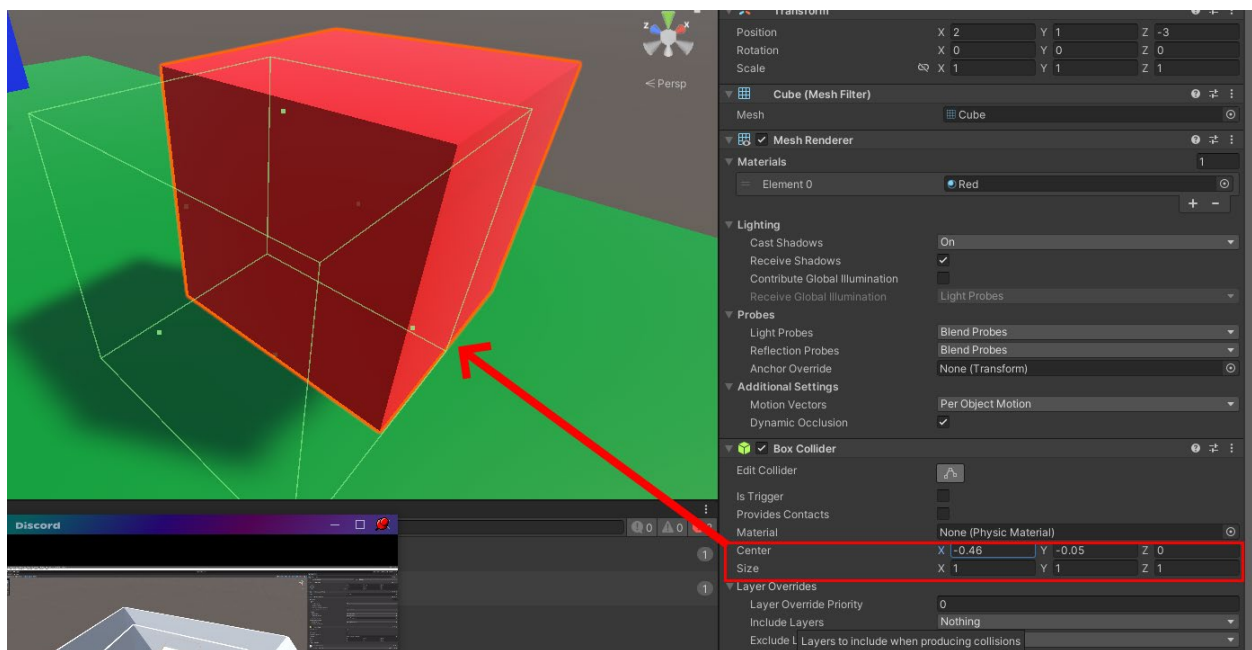 Transform
Position X 2 Y 1 Z -3
Rotation X 0 Y 0 Z 0
Scale X 1 Y 1 Z 1
z x
< Persp
Cube (Mesh Filter)
Mesh Cube
Mesh Renderer
Materials 1
Element 0 Red
+ -
Lighting
Cast Shadows On
Receive Shadows
Contribute Global Illumination
Receive Global Illumination Light Probes
Probes
Light Probes Blend Probes
Reflection Probes Blend Probes
Anchor Override None (Transform)
Additional Settings
Motion Vectors Per Object Motion
Dynamic Occlusion
Box Collider
Edit Collider
Is Trigger
Provides Contacts
Material None (Physic Material)
Center X -0.46 Y -0.05 Z 0
Size X 1 Y 1 Z 1
Layer Overrides
Layer Override Priority 0
Include Layers Nothing
Exclude L Layers to include when producing collisions
Discord
0 0
1
1